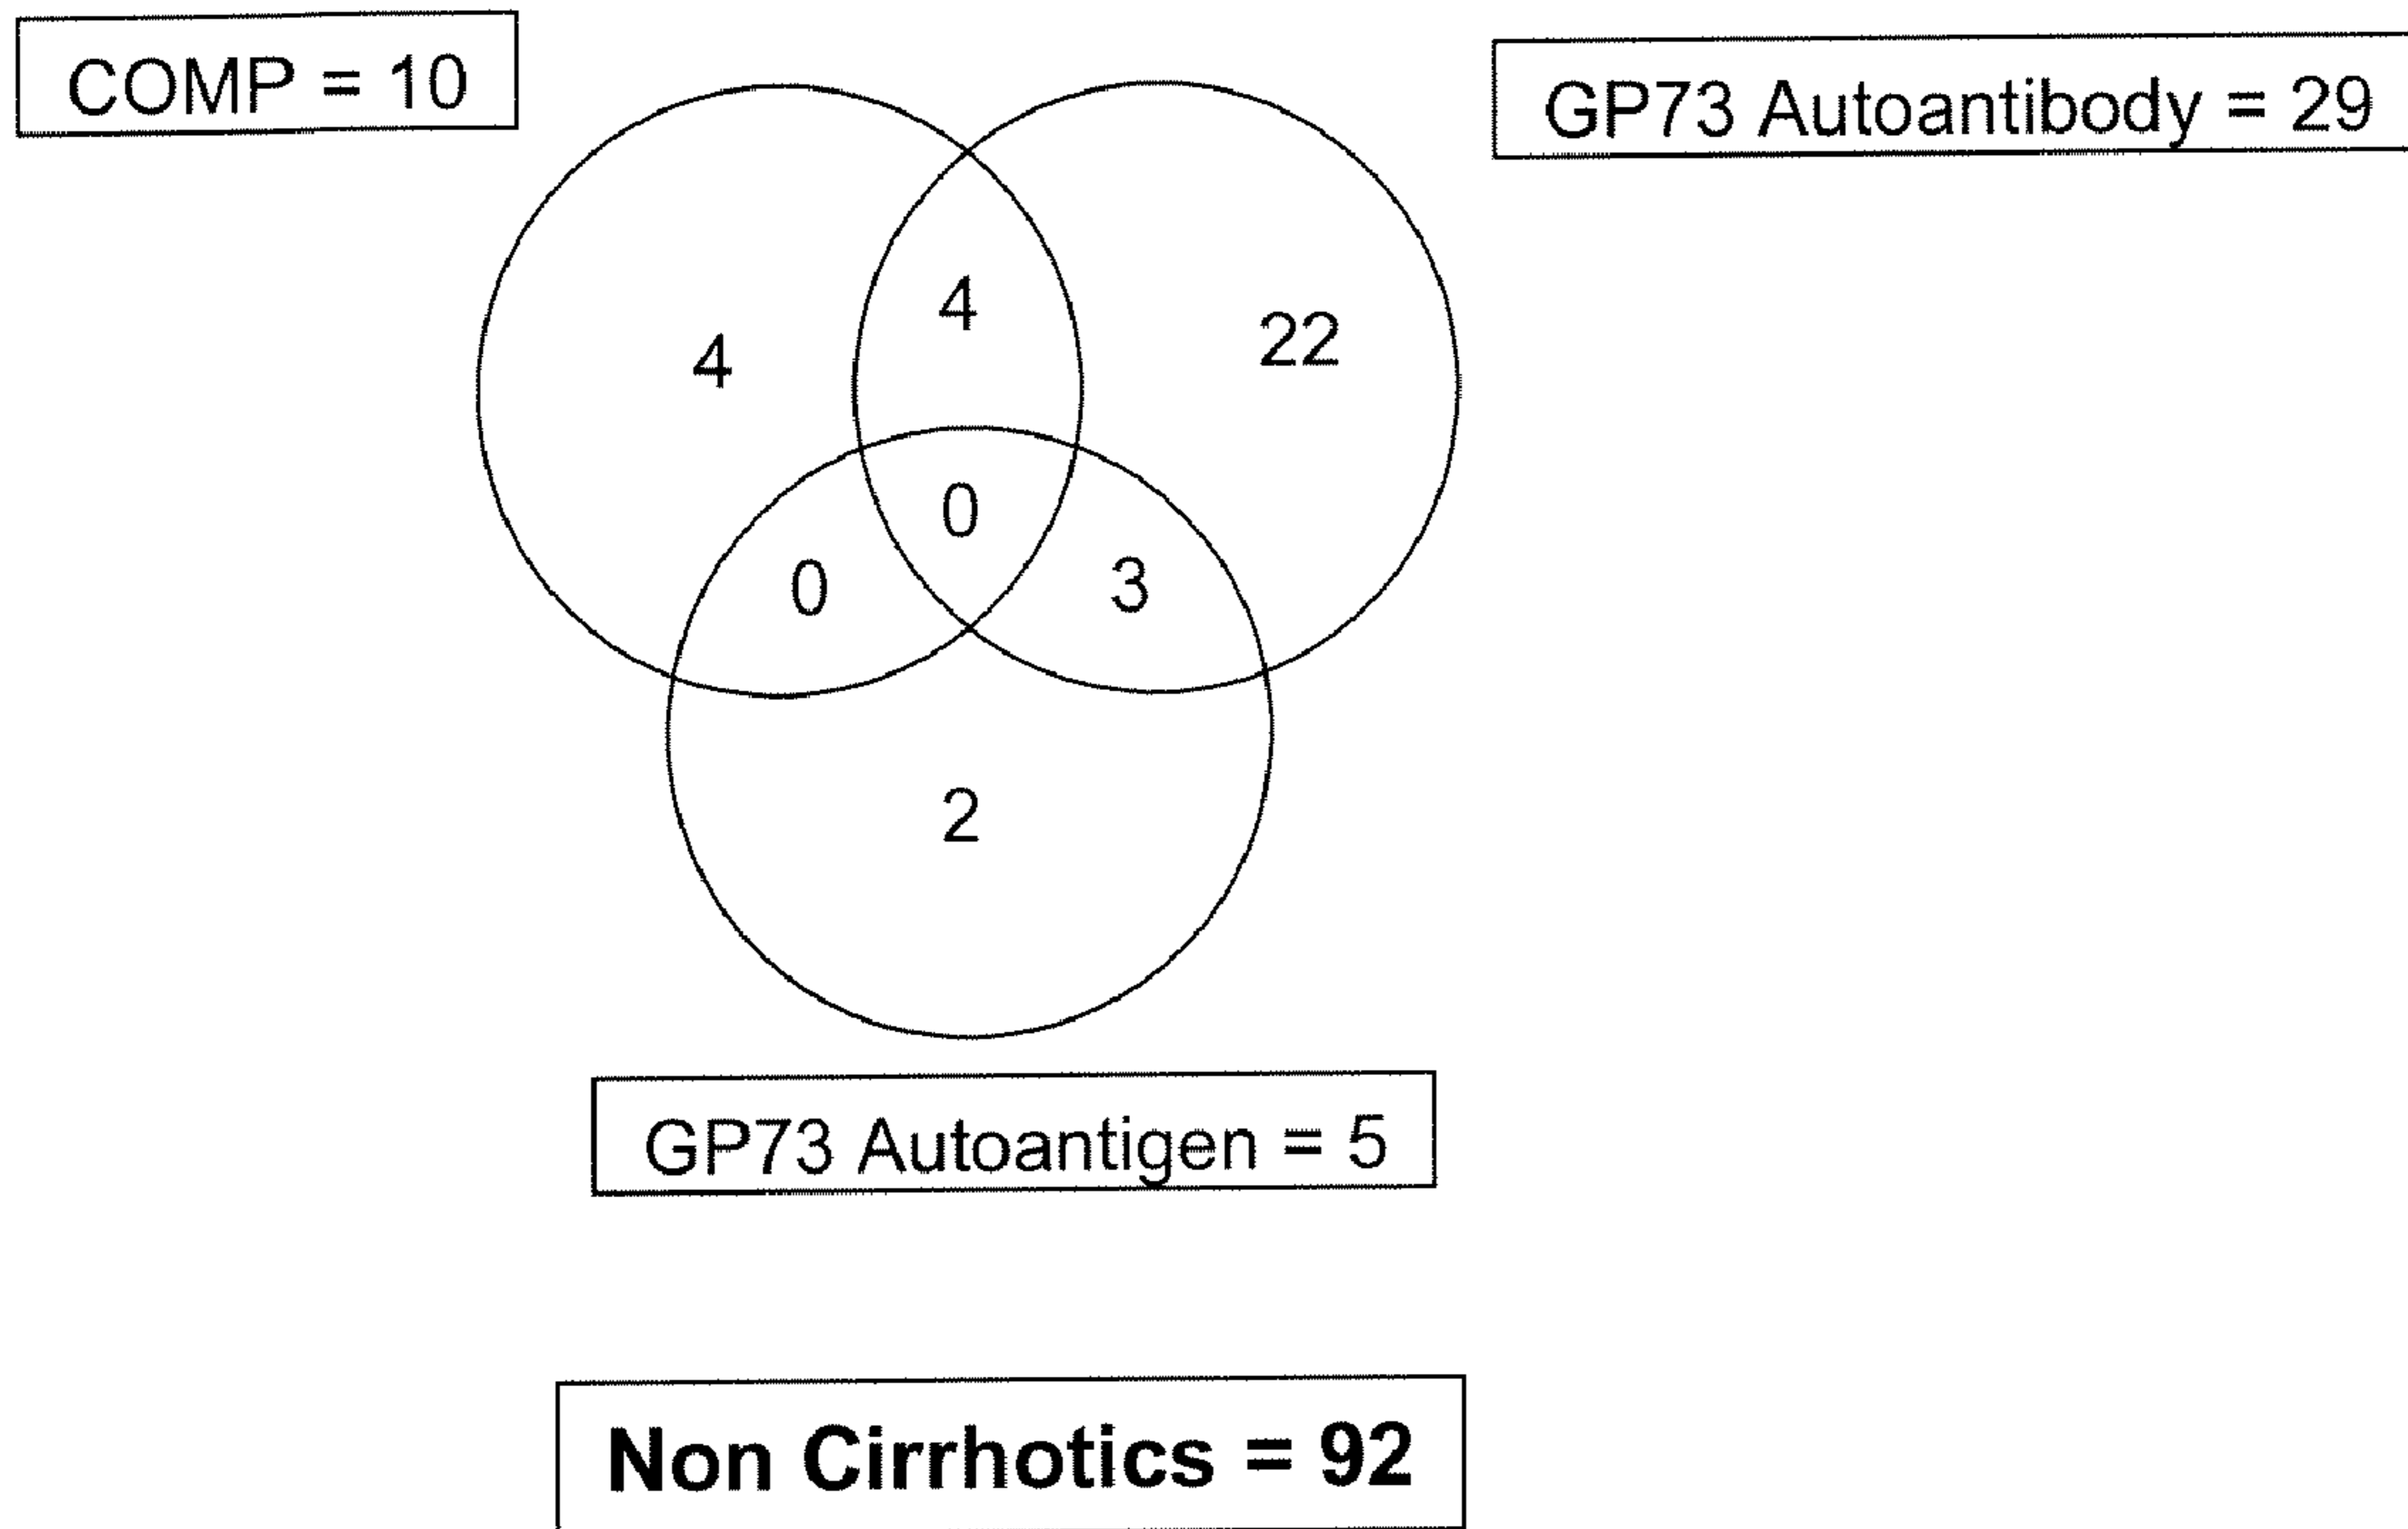 COMP = 10
GP73 Autoantibody = 29
4
4
22
0
0
3
2
GP73 Autoantigen = 5
Non Cirrhotics = 92